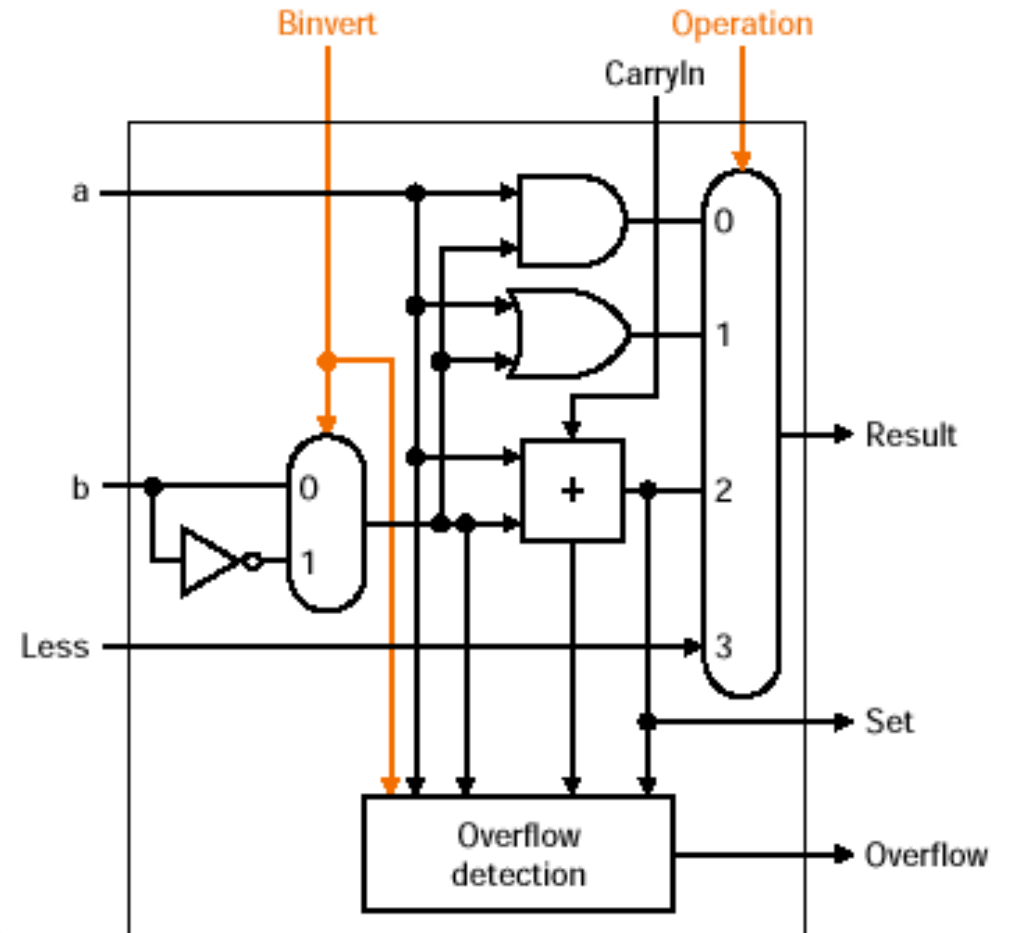 Binvert
Operation
CarryIn
a
0
1
b
0
+
2
1
Result
Less
3
Set
Overflow
detection
Overflow